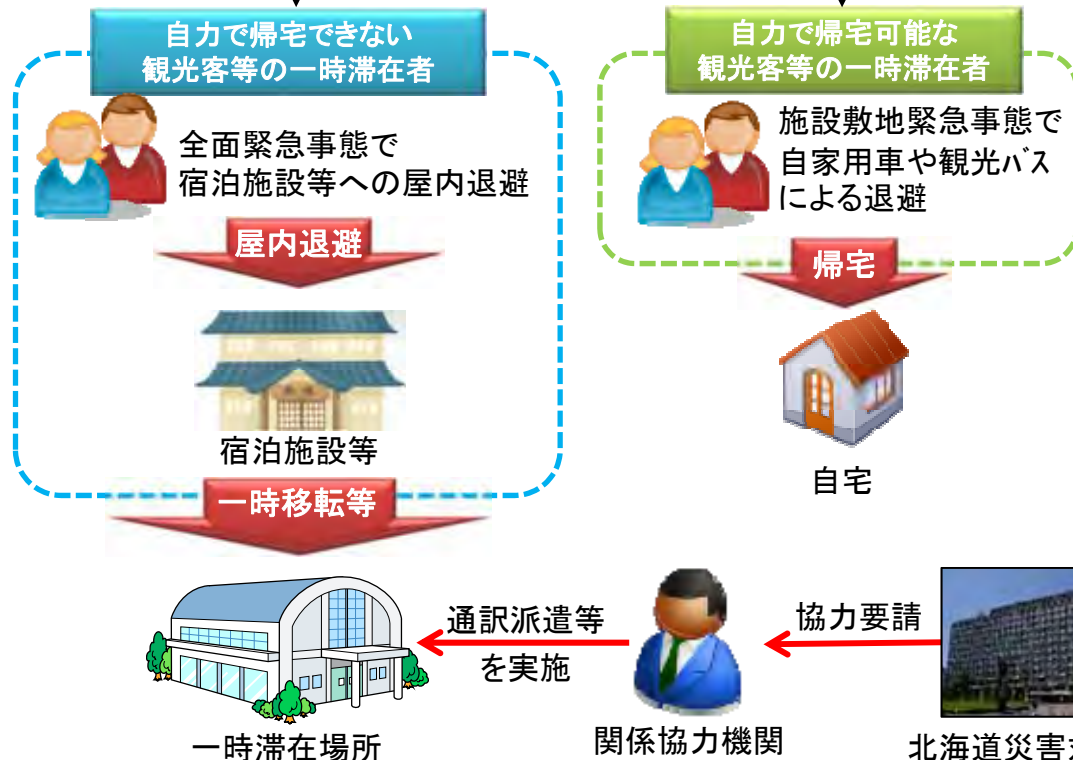 自力で帰宅できない
観光客等の一時滞在者
全面緊急事態で
宿泊施設等への屋内退避
屋内退避
宿泊施設等
一時移転等
自力で帰宅可能な
観光客等の一時滞在者
施設敷地緊急事態で
自家用車や観光ﾊﾞｽ
による退避
帰宅
自宅
通訳派遣等
を実施
協力要請
一時滞在場所
関係協力機関
北海道災害